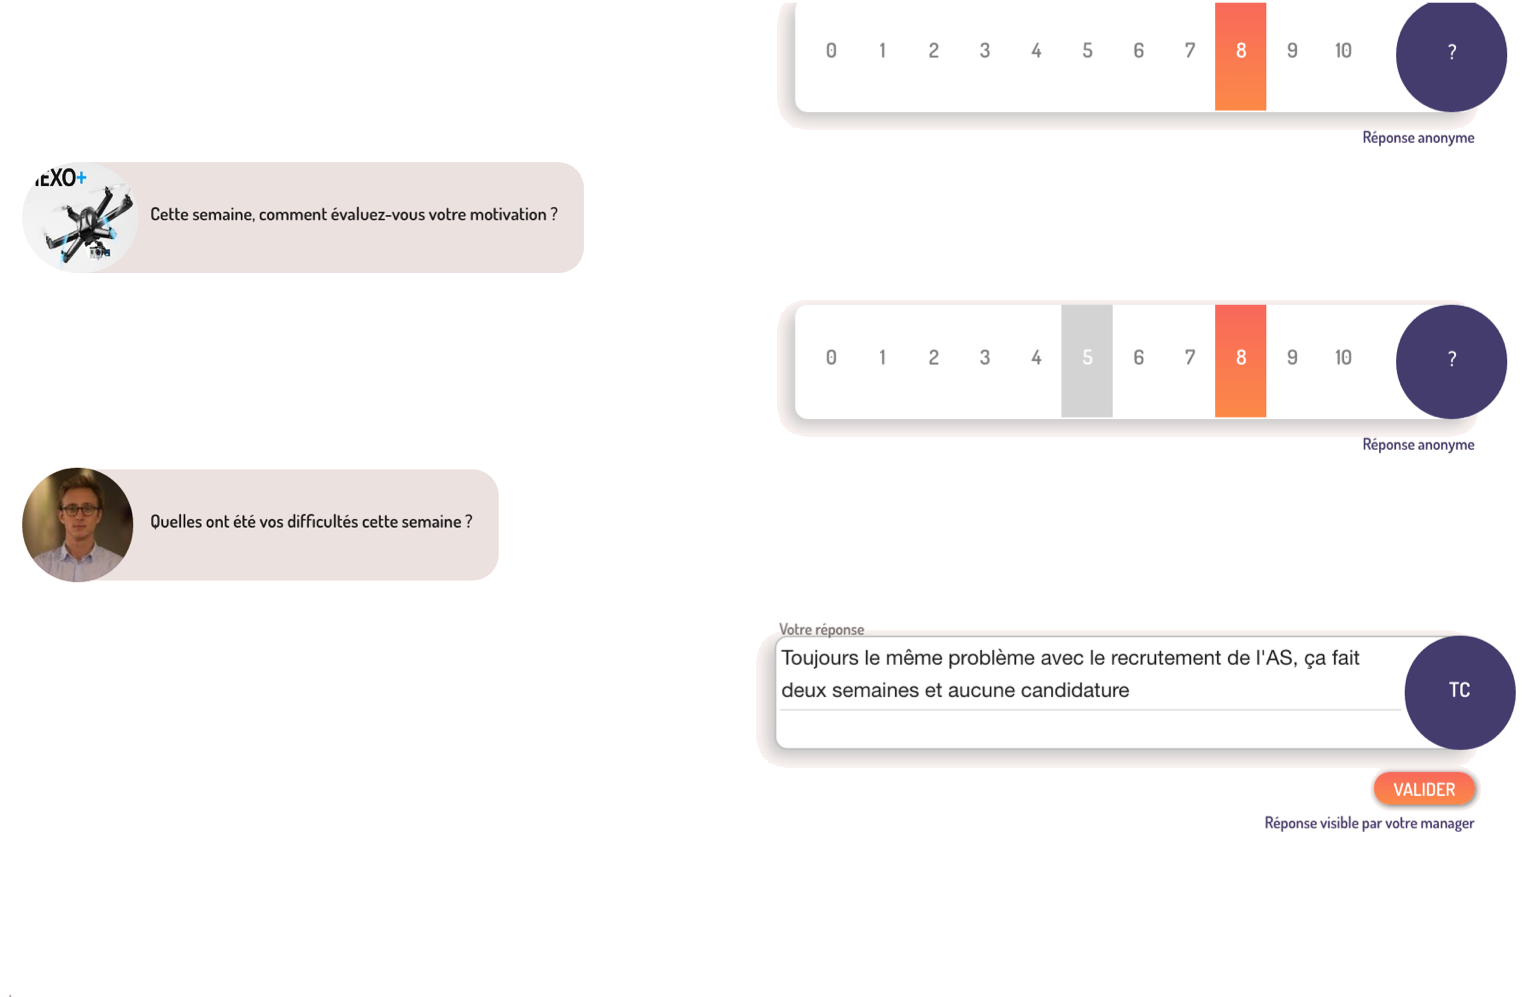 0 1 2 3 4 5 6 7 8 9 10 ?
Réponse anonyme
EXO+
Cette semaine, comment évaluez-vous votre motivation ?
0 1 2 3 4 5 6 7 8 9 10 ?
Réponse anonyme
Quelles ont été vos difficultés cette semaine ?
Votre réponse
Toujours le même problème avec le recrutement de l'AS, ça fait
deux semaines et aucune candidature
TC
VALIDER
Réponse visible par votre manager